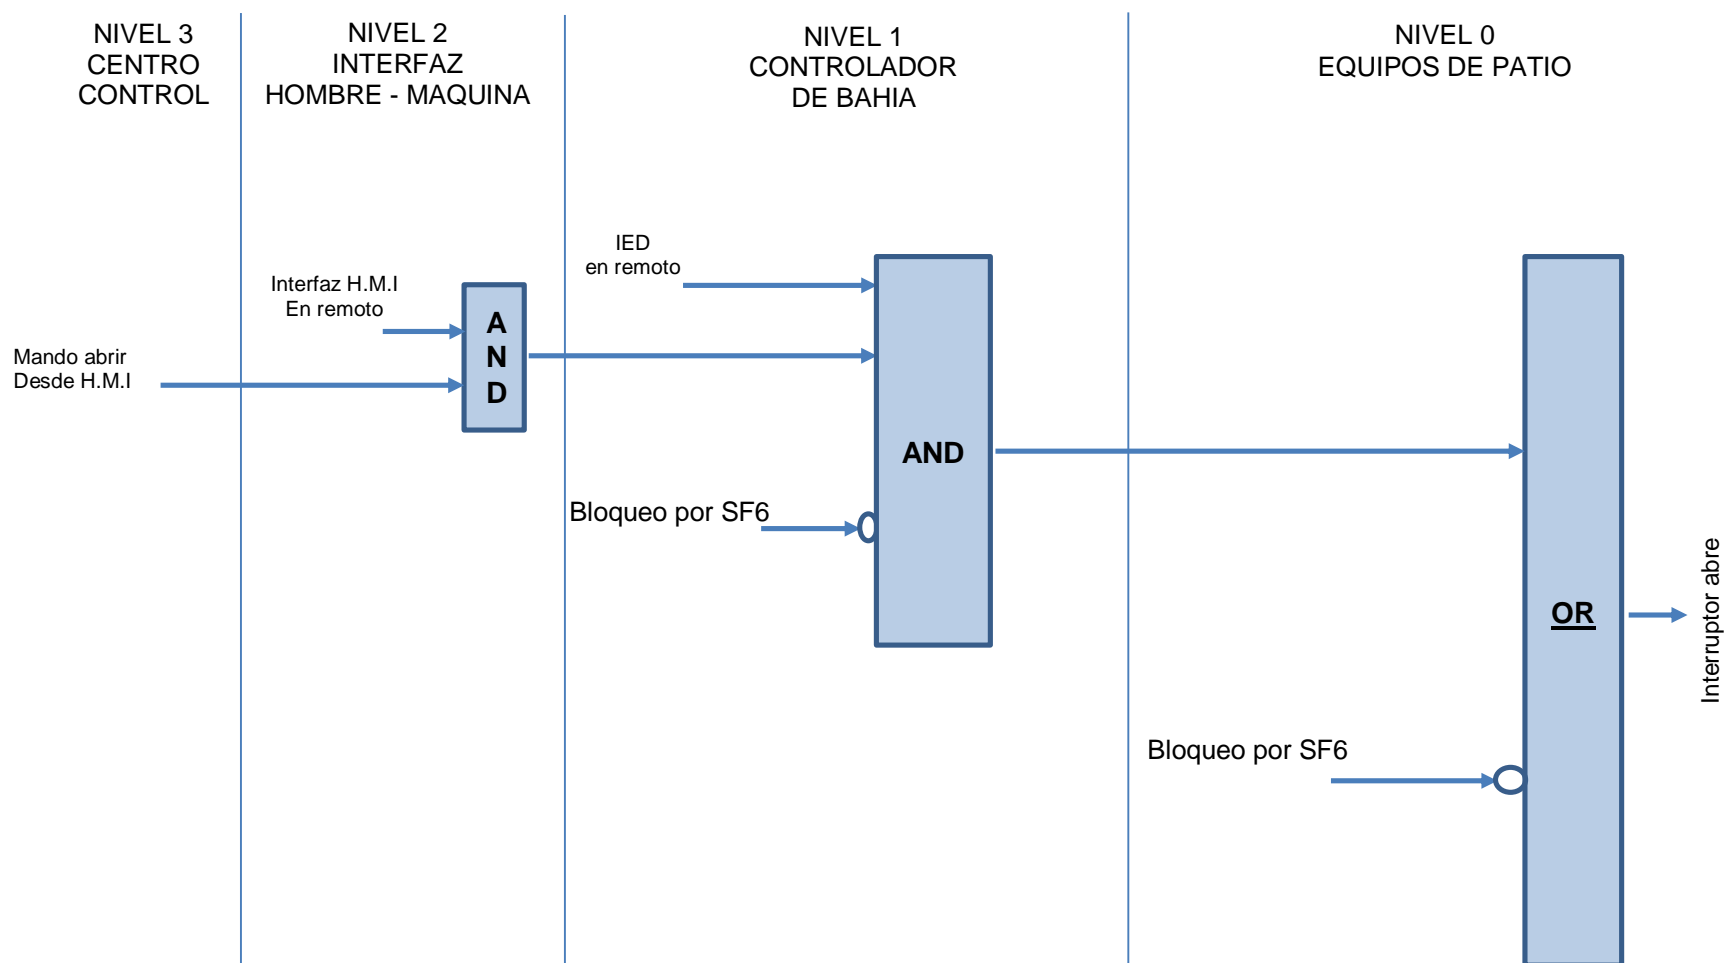 NIVEL 3
CENTRO
CONTROL
NIVEL 2
INTERFAZ
HOMBRE - MAQUINA
NIVEL 1
CONTROLADOR
DE BAHIA
NIVEL 0
EQUIPOS DE PATIO
IED
en remoto
Interfaz H.M.I
En remoto
A
N
D
Mando abrir
Desde H.M.I
AND
Bloqueo por SF6
OR
Interruptor abre
Bloqueo por SF6